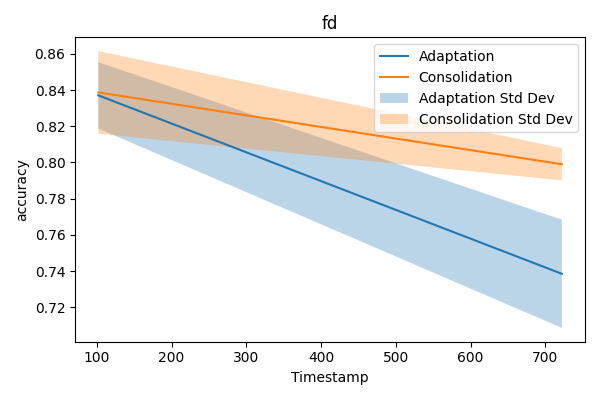 fd
0.86
0.84
0.82
0.80
0.78
0.76
0.74
0.72
accuracy
Adaptation
Consolidation
Adaptation Std Dev
Consolidation Std Dev
100 200 300 400 500 600 700
Timestamp